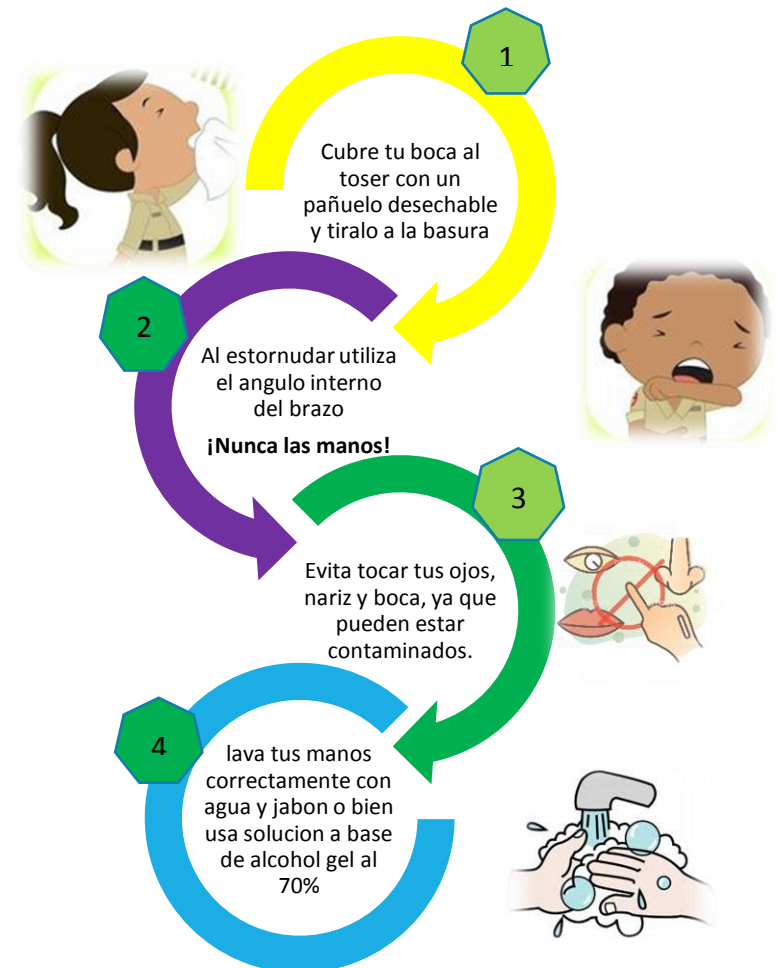 1
Cubre tu boca al
toser con un
pañuelo desechable
y tiralo a la basura
2
Al estornudar utiliza
el angulo interno
del brazo
¡Nunca las manos!
3
Evita tocar tus ojos,
nariz y boca, ya que
pueden estar
contaminados.
4
lava tus manos
correctamente con
agua y jabon o bien
usa solucion a base
de alcohol gel al
70%